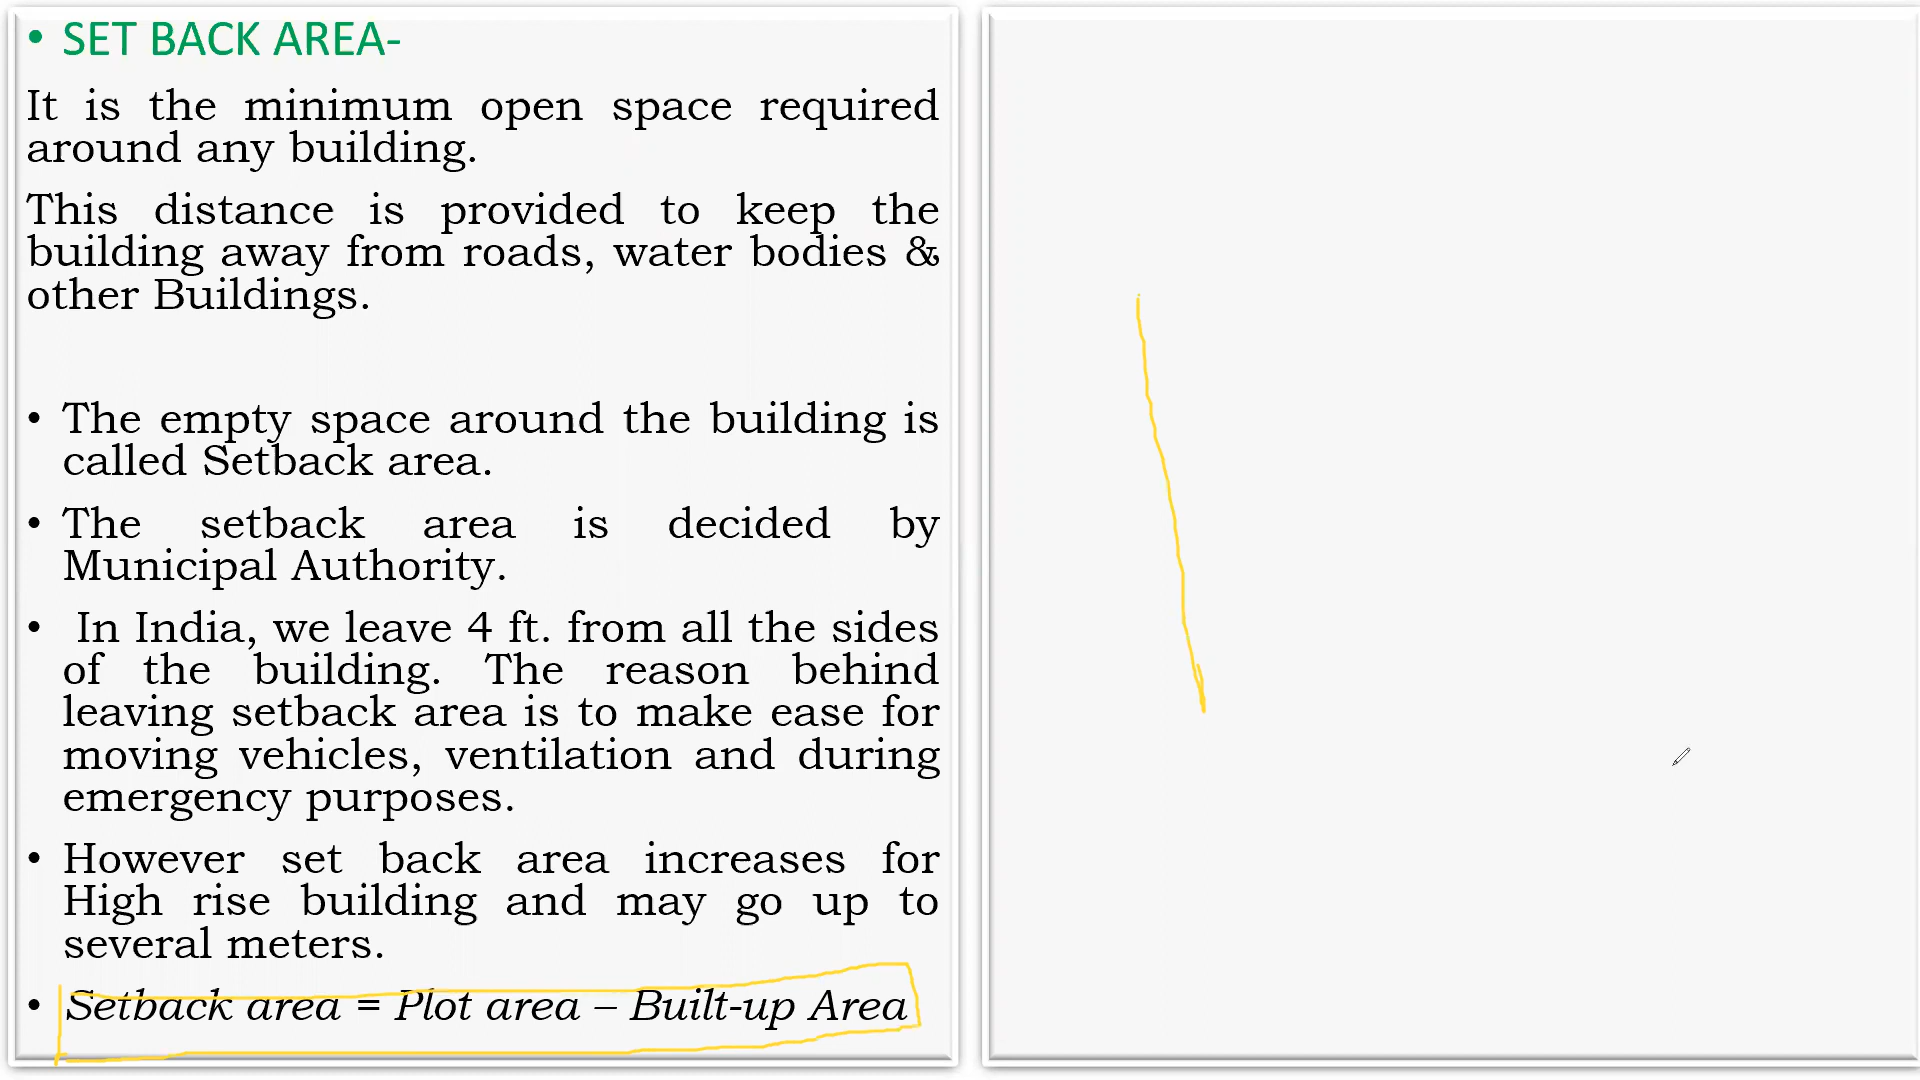 • SET BACK AREA-
It is the minimum open space required
around any building.
This distance is provided to keep the
building away from roads, water bodies &
other Buildings.
• The empty space around the building is
called Setback area.
• The setback area is decided by
Municipal Authority.
• In India, we leave 4 ft. from all the sides
of the building. The reason behind
leaving setback area is to make ease for
moving vehicles, ventilation and during
emergency purposes.
• However set back area increases for
High rise building and may go up to
several meters.
• Setback area = Plot area – Built-up Area